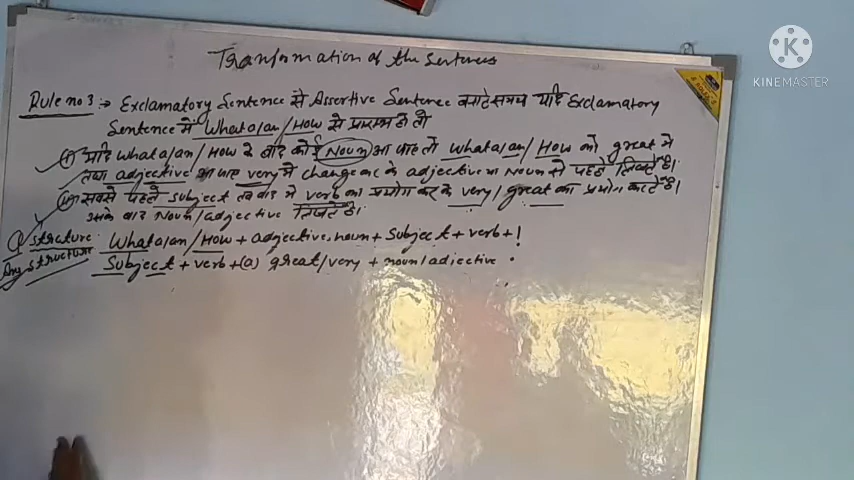 Tranformation of the Sentences
KINEMASTER
Rule no 3 :- Exclamatory Sentence से Assertive Sentence बनाते समय यदि Exclamatory
Sentence में What a/an / How से प्रारम्भ हो तो
(i) यदि What a/an / How के बाद कोई Noun आ जाए तो What a/an / How को great में
तथा adjective आ जाए very में change कर के adjective या Noun से पहले लिखते है।
(ii) सबसे पहले Subject तब बाद में verb का प्रयोग कर के very / great का प्रयोग करते है।
उसके बाद Noun / adjective लिखते है।
Q structure: What a/an / How + adjective, noun + Subject + verb + !
Ans structure Subject + verb + (a) great / very + noun / adjective .